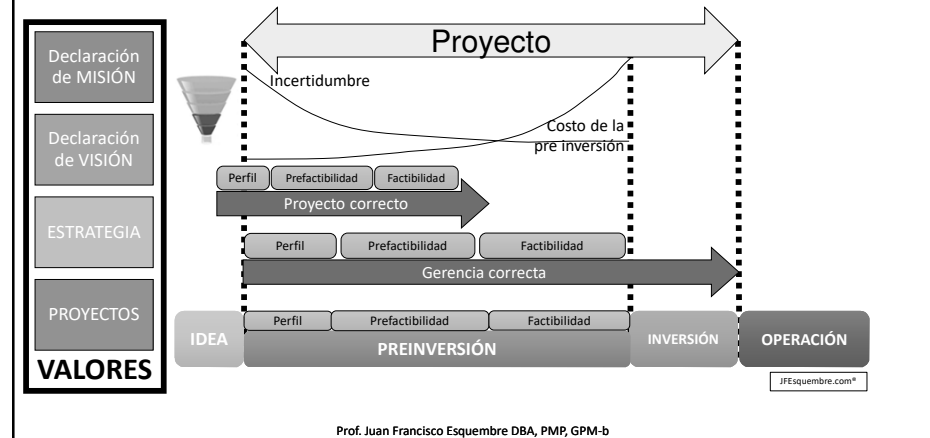 Proyecto
Declaración
de MISIÓN
Declaración
de VISIÓN
ESTRATEGIA
PROYECTOS
VALORES
Incertidumbre
Costo de la
pre inversión
Perfil
Prefactibilidad
Factibilidad
Proyecto correcto
Perfil
Prefactibilidad
Factibilidad
Gerencia correcta
IDEA
Perfil
Prefactibilidad
Factibilidad
PREINVERSIÓN
INVERSIÓN
OPERACIÓN
JFEsquembre.com®
Prof. Juan Francisco Esquembre DBA, PMP, GPM-b